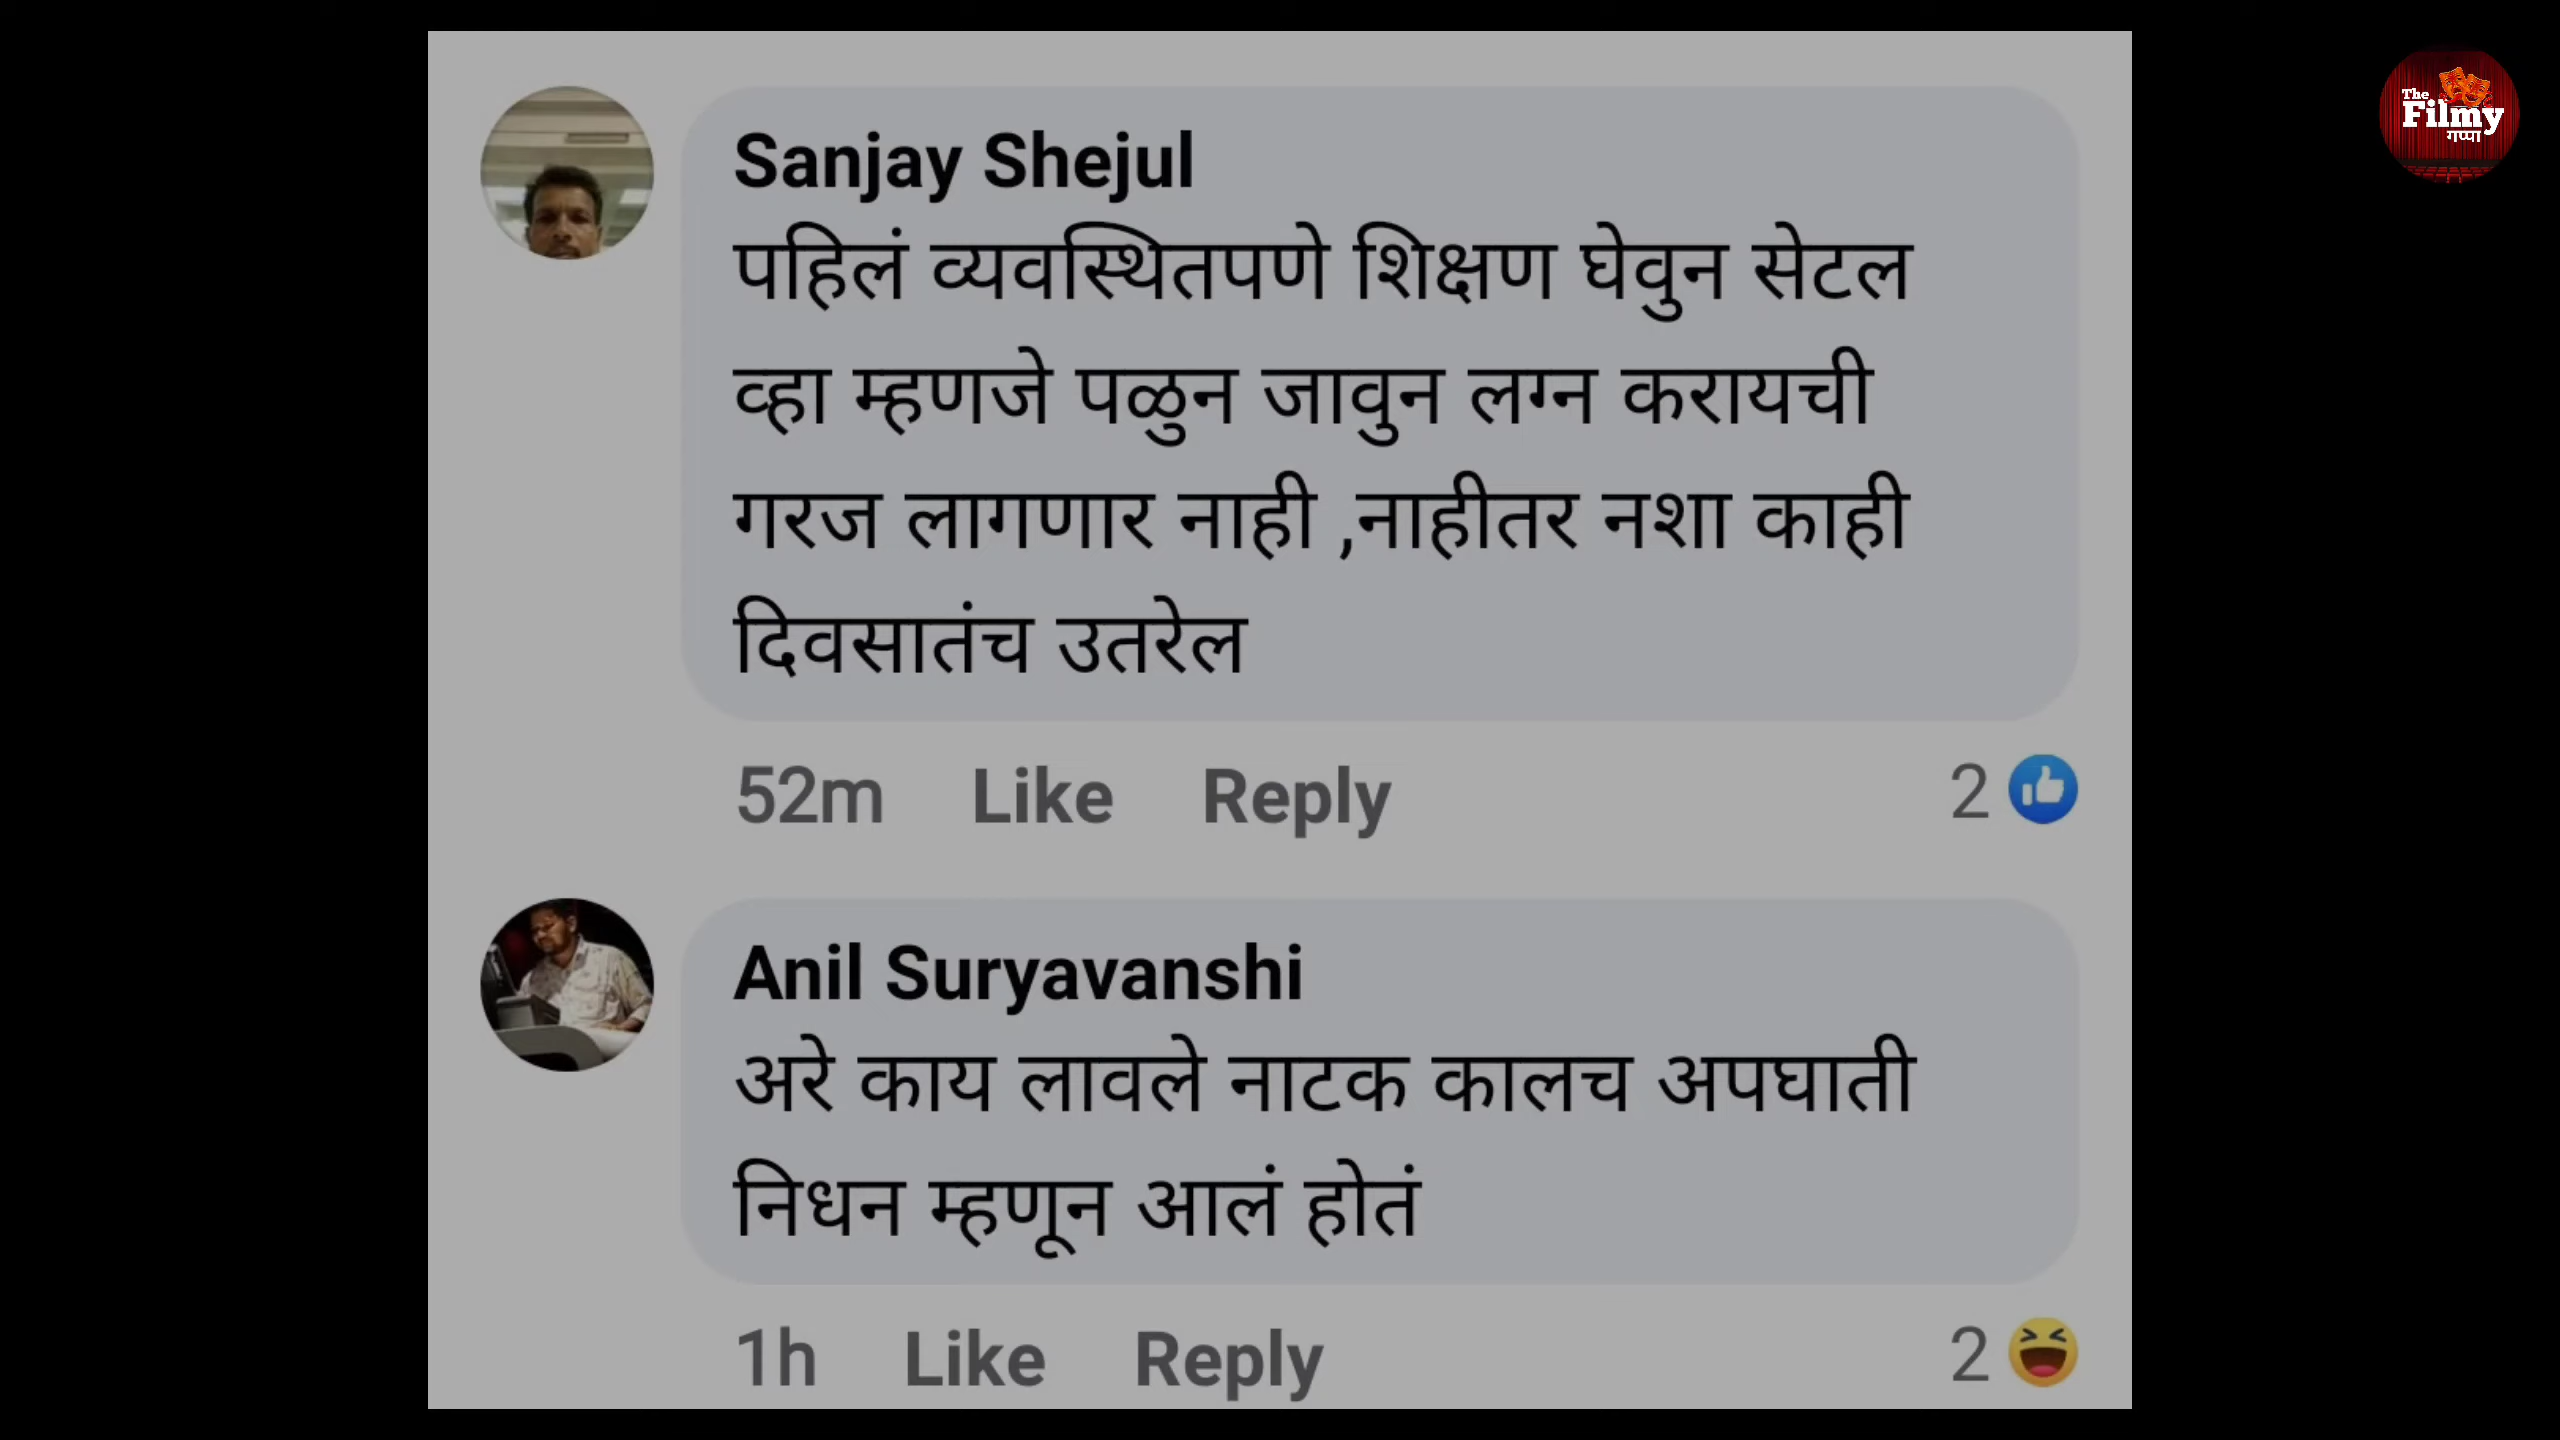 The
Filmy
गप्पा
Sanjay Shejul
पहिलं व्यवस्थितपणे शिक्षण घेवुन सेटल
व्हा म्हणजे पळुन जावुन लग्न करायची
गरज लागणार नाही ,नाहीतर नशा काही
दिवसातंच उतरेल
52m Like Reply 2
Anil Suryavanshi
अरे काय लावले नाटक कालच अपघाती
निधन म्हणून आलं होतं
1h Like Reply 2